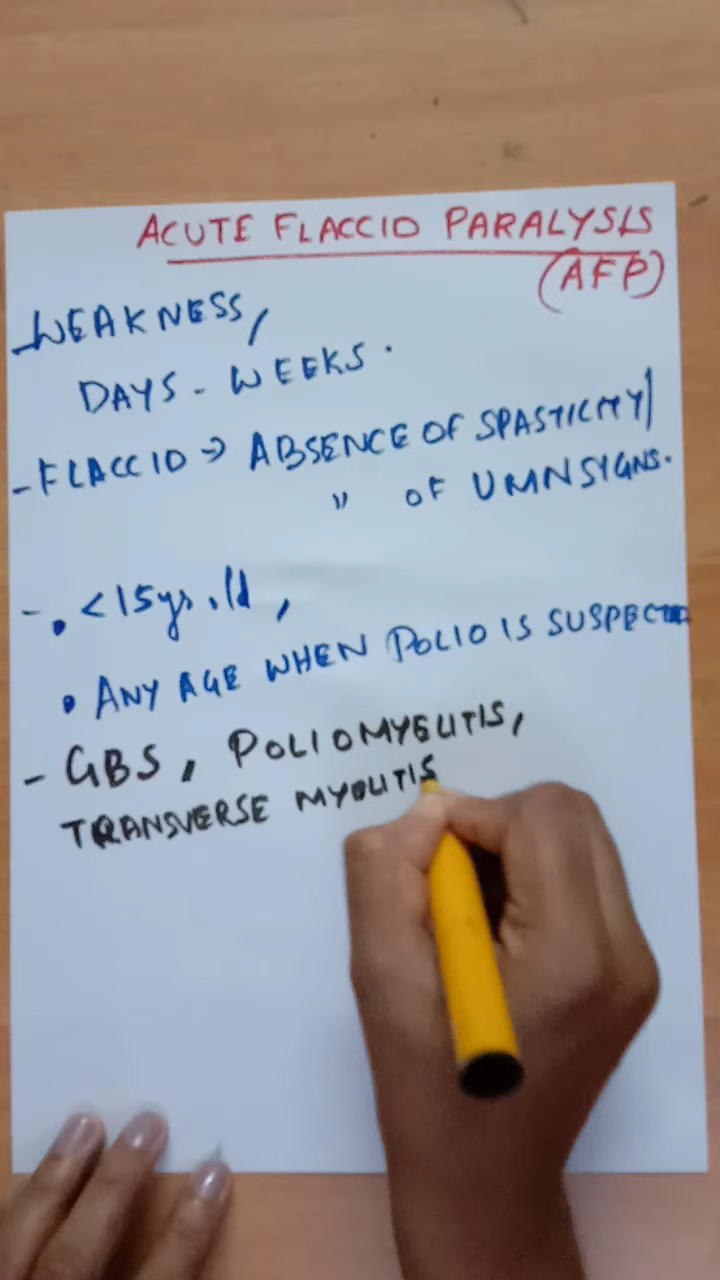 ACUTE FLACCID PARALYSIS
(AFP)
-WEAKNESS,
DAYS - WEEKS.
-FLACCID → ABSENCE OF SPASTICITY/
" OF UMN SIGNS.
- • <15yrs old,
• ANY AGE WHEN POLIO IS SUSPECTED
- GBS, POLIOMYELITIS,
TRANSVERSE MYELITIS